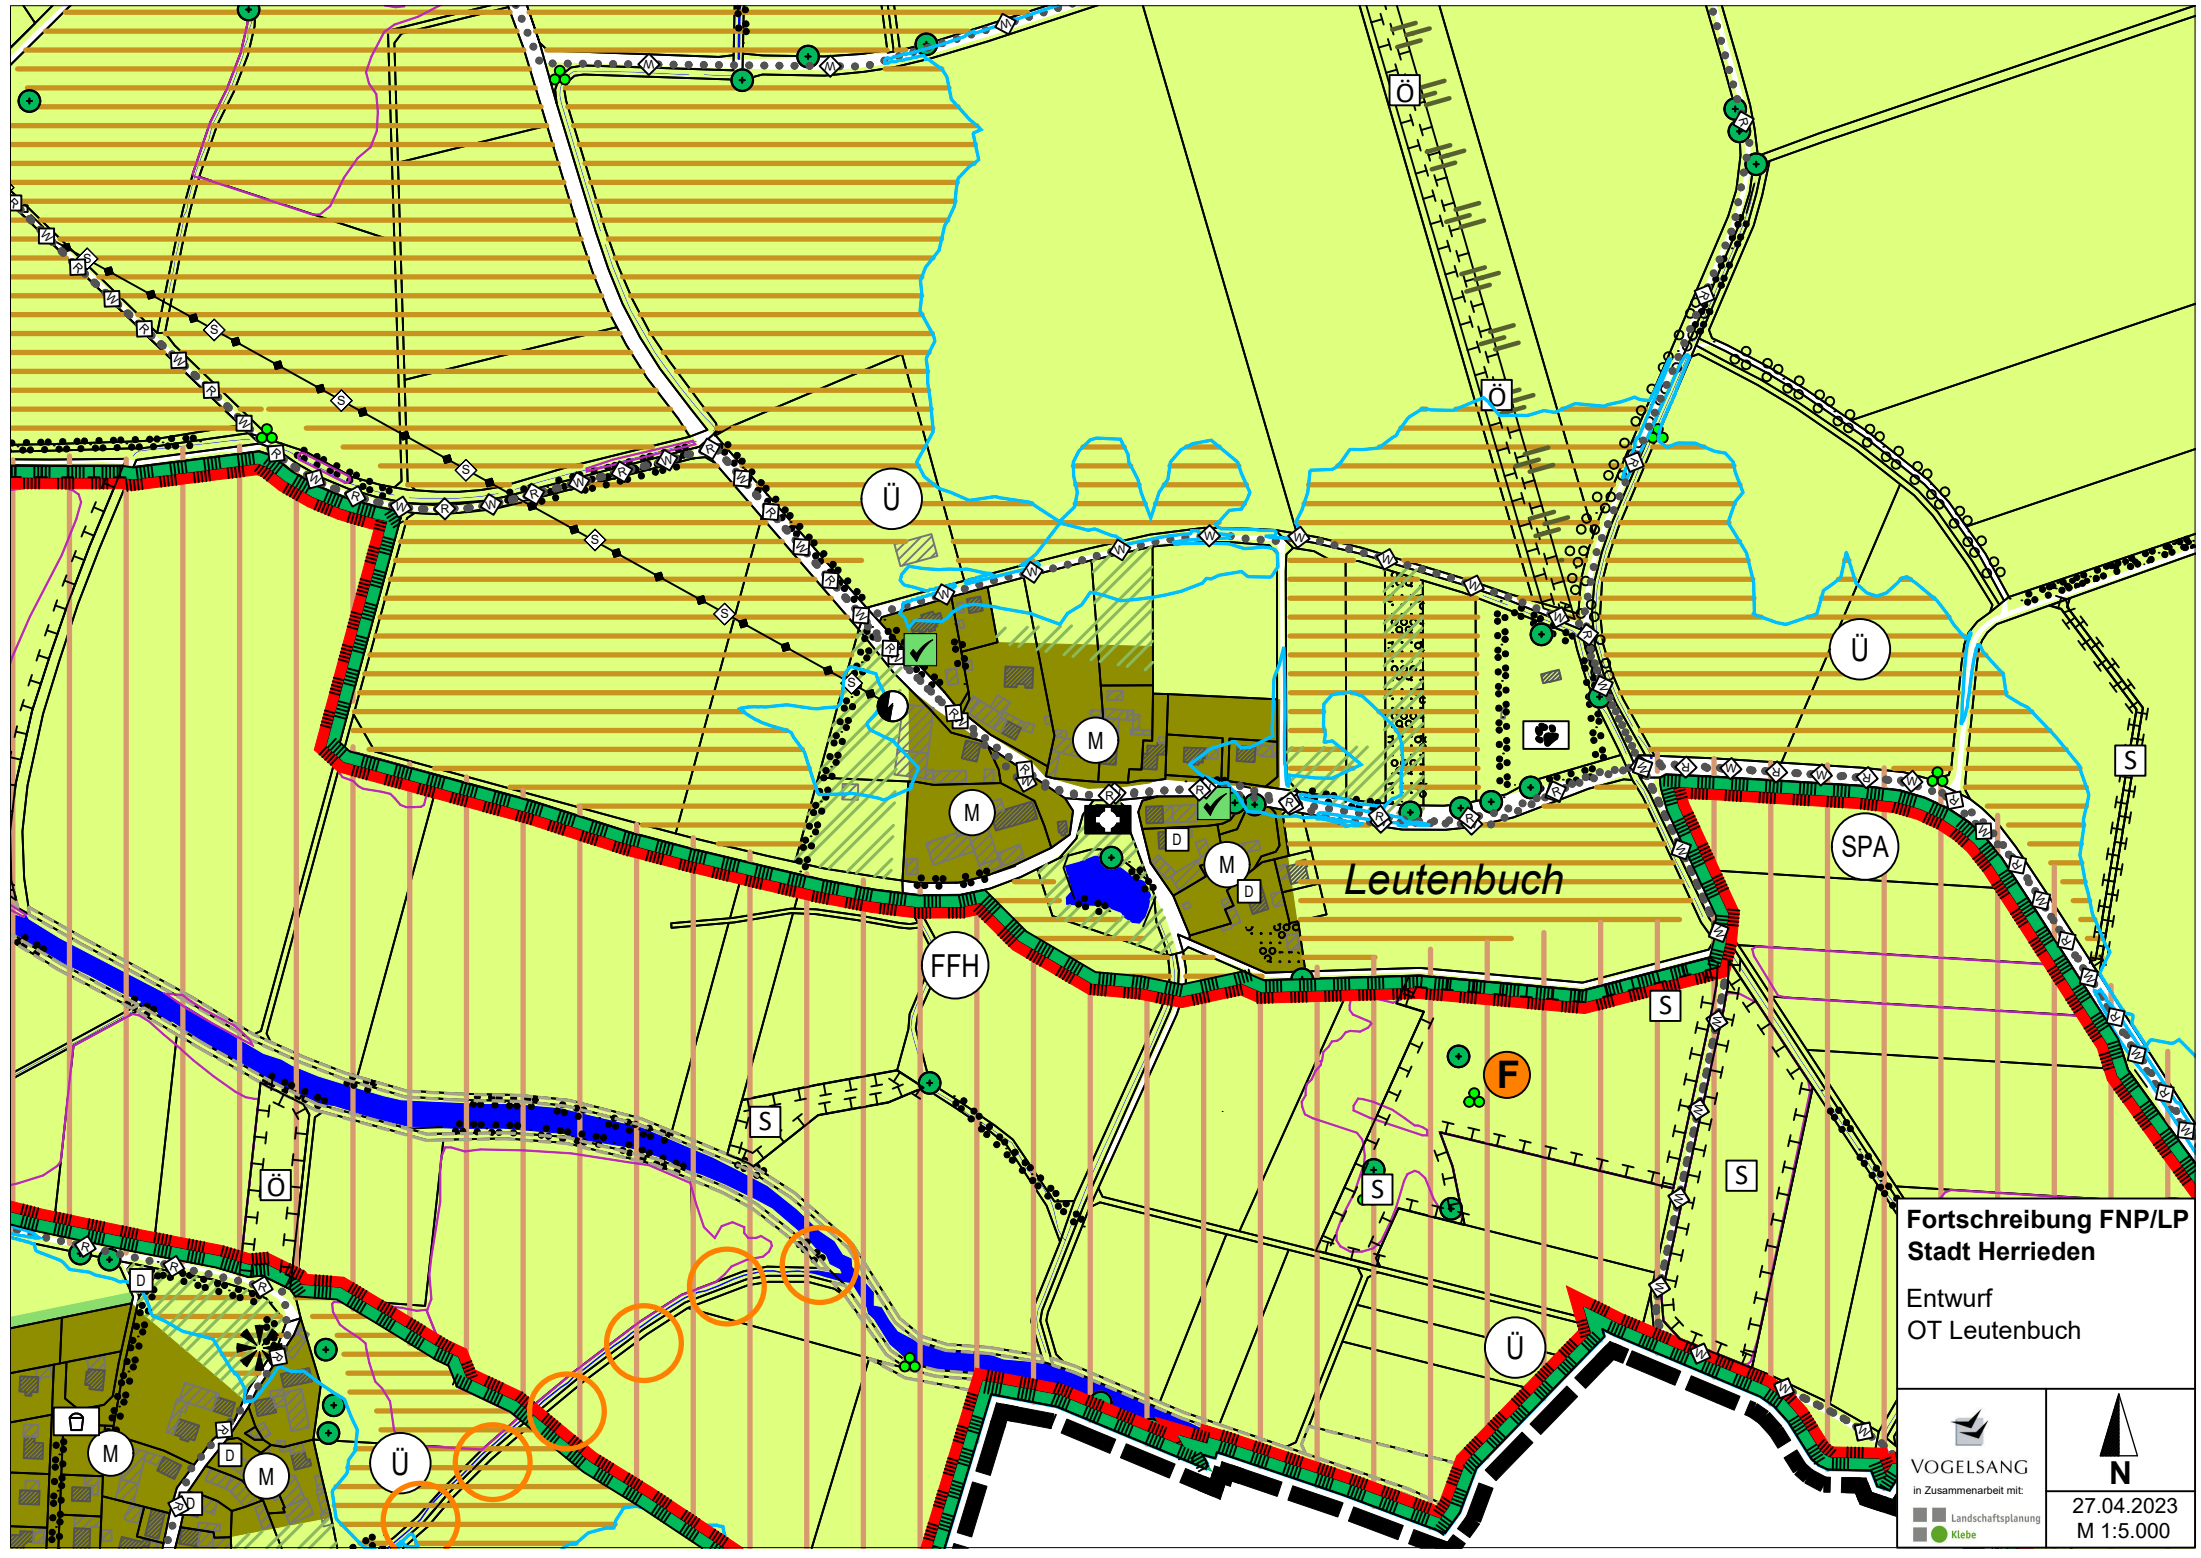 Ö
Ö
Ü
Ü
M
M
M
D
D
S
SPA
Leutenbuch
FFH
S
F
S
S
S
Ö
Ü
D
M
M
D
D
Ü
Fortschreibung FNP/LP
Stadt Herrieden
Entwurf
OT Leutenbuch
VOGELSANG
in Zusammenarbeit mit:
Landschaftsplanung
Klebe
N
27.04.2023
M 1:5.000